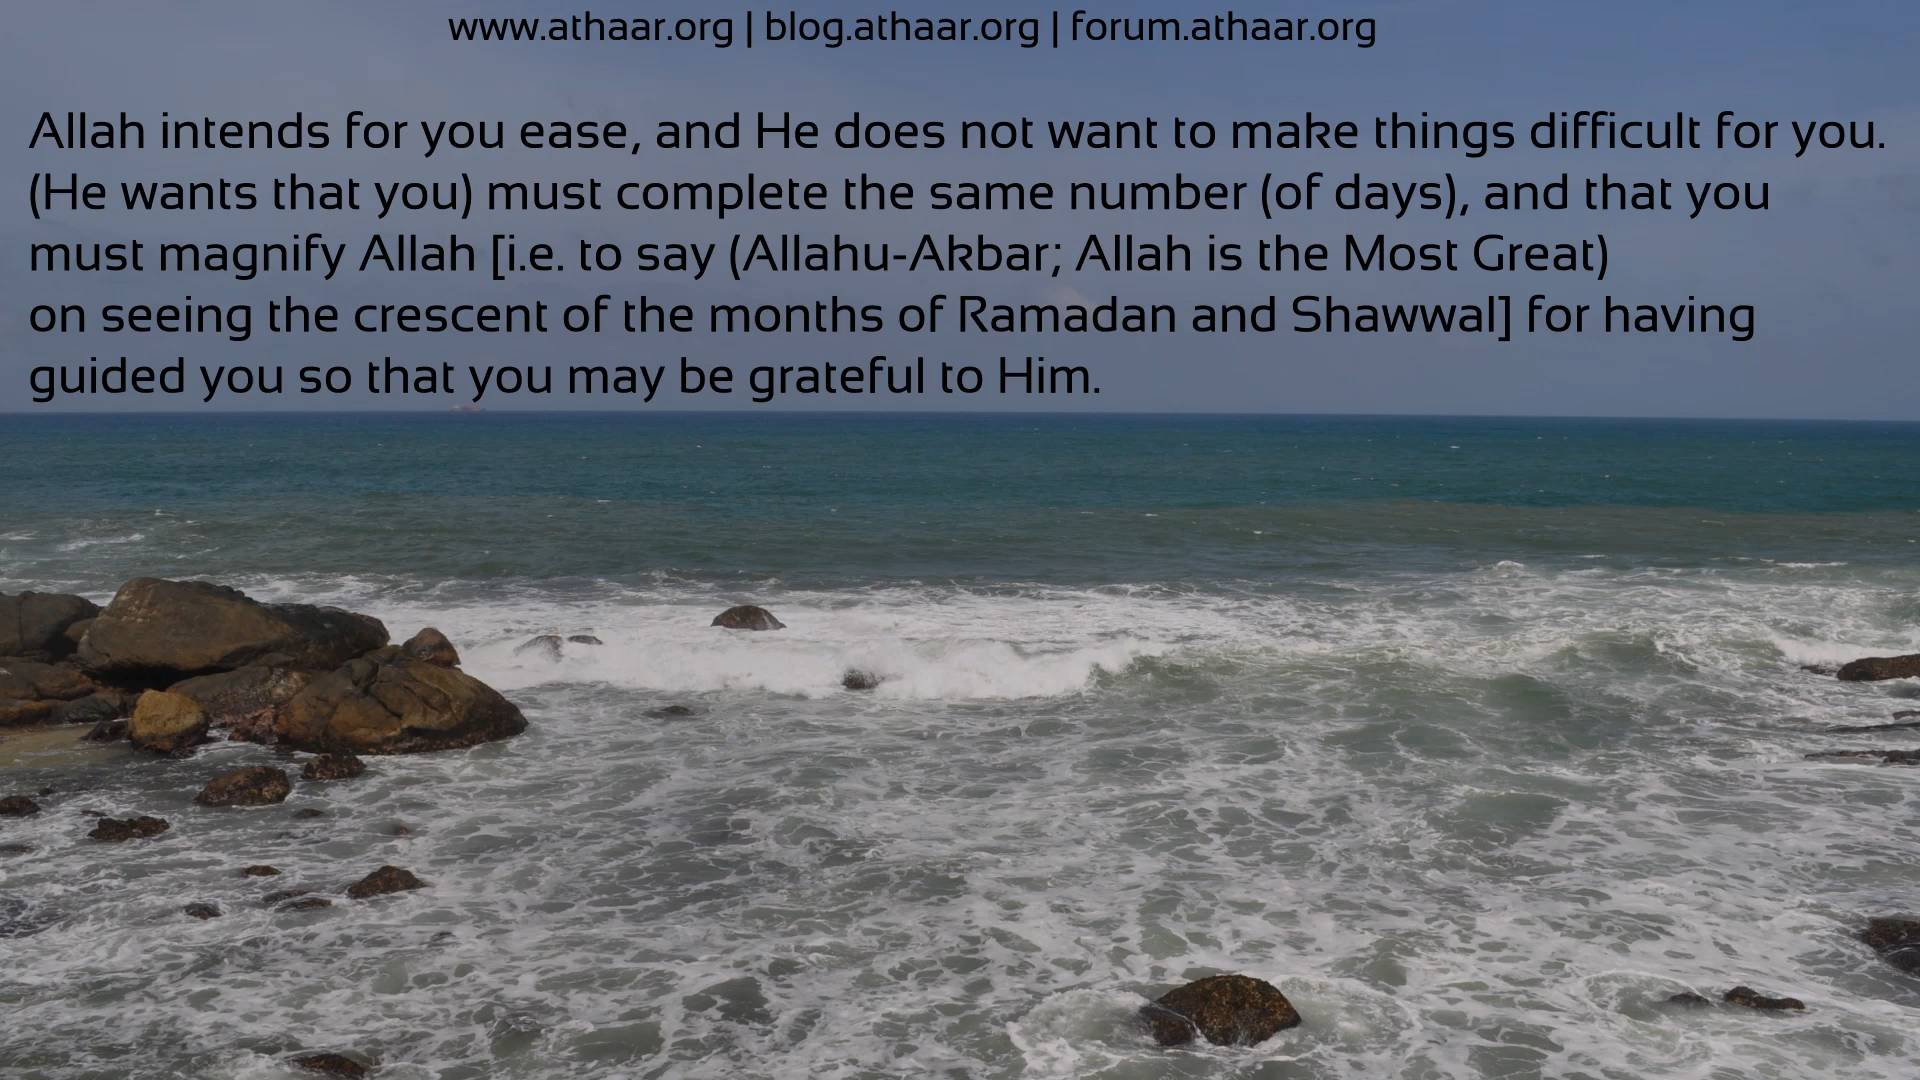 www.athaar.org | blog.athaar.org | forum.athaar.org
Allah intends for you ease, and He does not want to make things difficult for you.
(He wants that you) must complete the same number (of days), and that you
must magnify Allah [i.e. to say (Allahu-Akbar; Allah is the Most Great)
on seeing the crescent of the months of Ramadan and Shawwal] for having
guided you so that you may be grateful to Him.